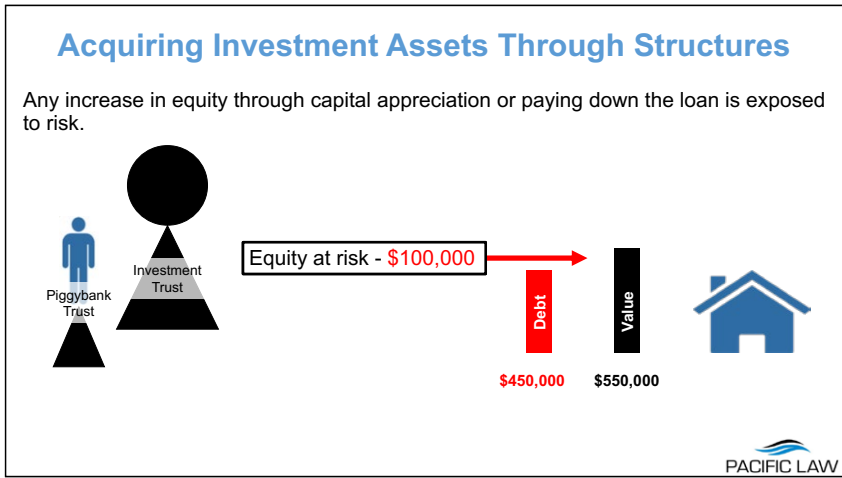 Acquiring Investment Assets Through Structures
Any increase in equity through capital appreciation or paying down the loan is exposed
to risk.
Piggybank
Trust
Investment
Trust
Equity at risk - $100,000
Debt
Value
$450,000
$550,000
PACIFIC LAW